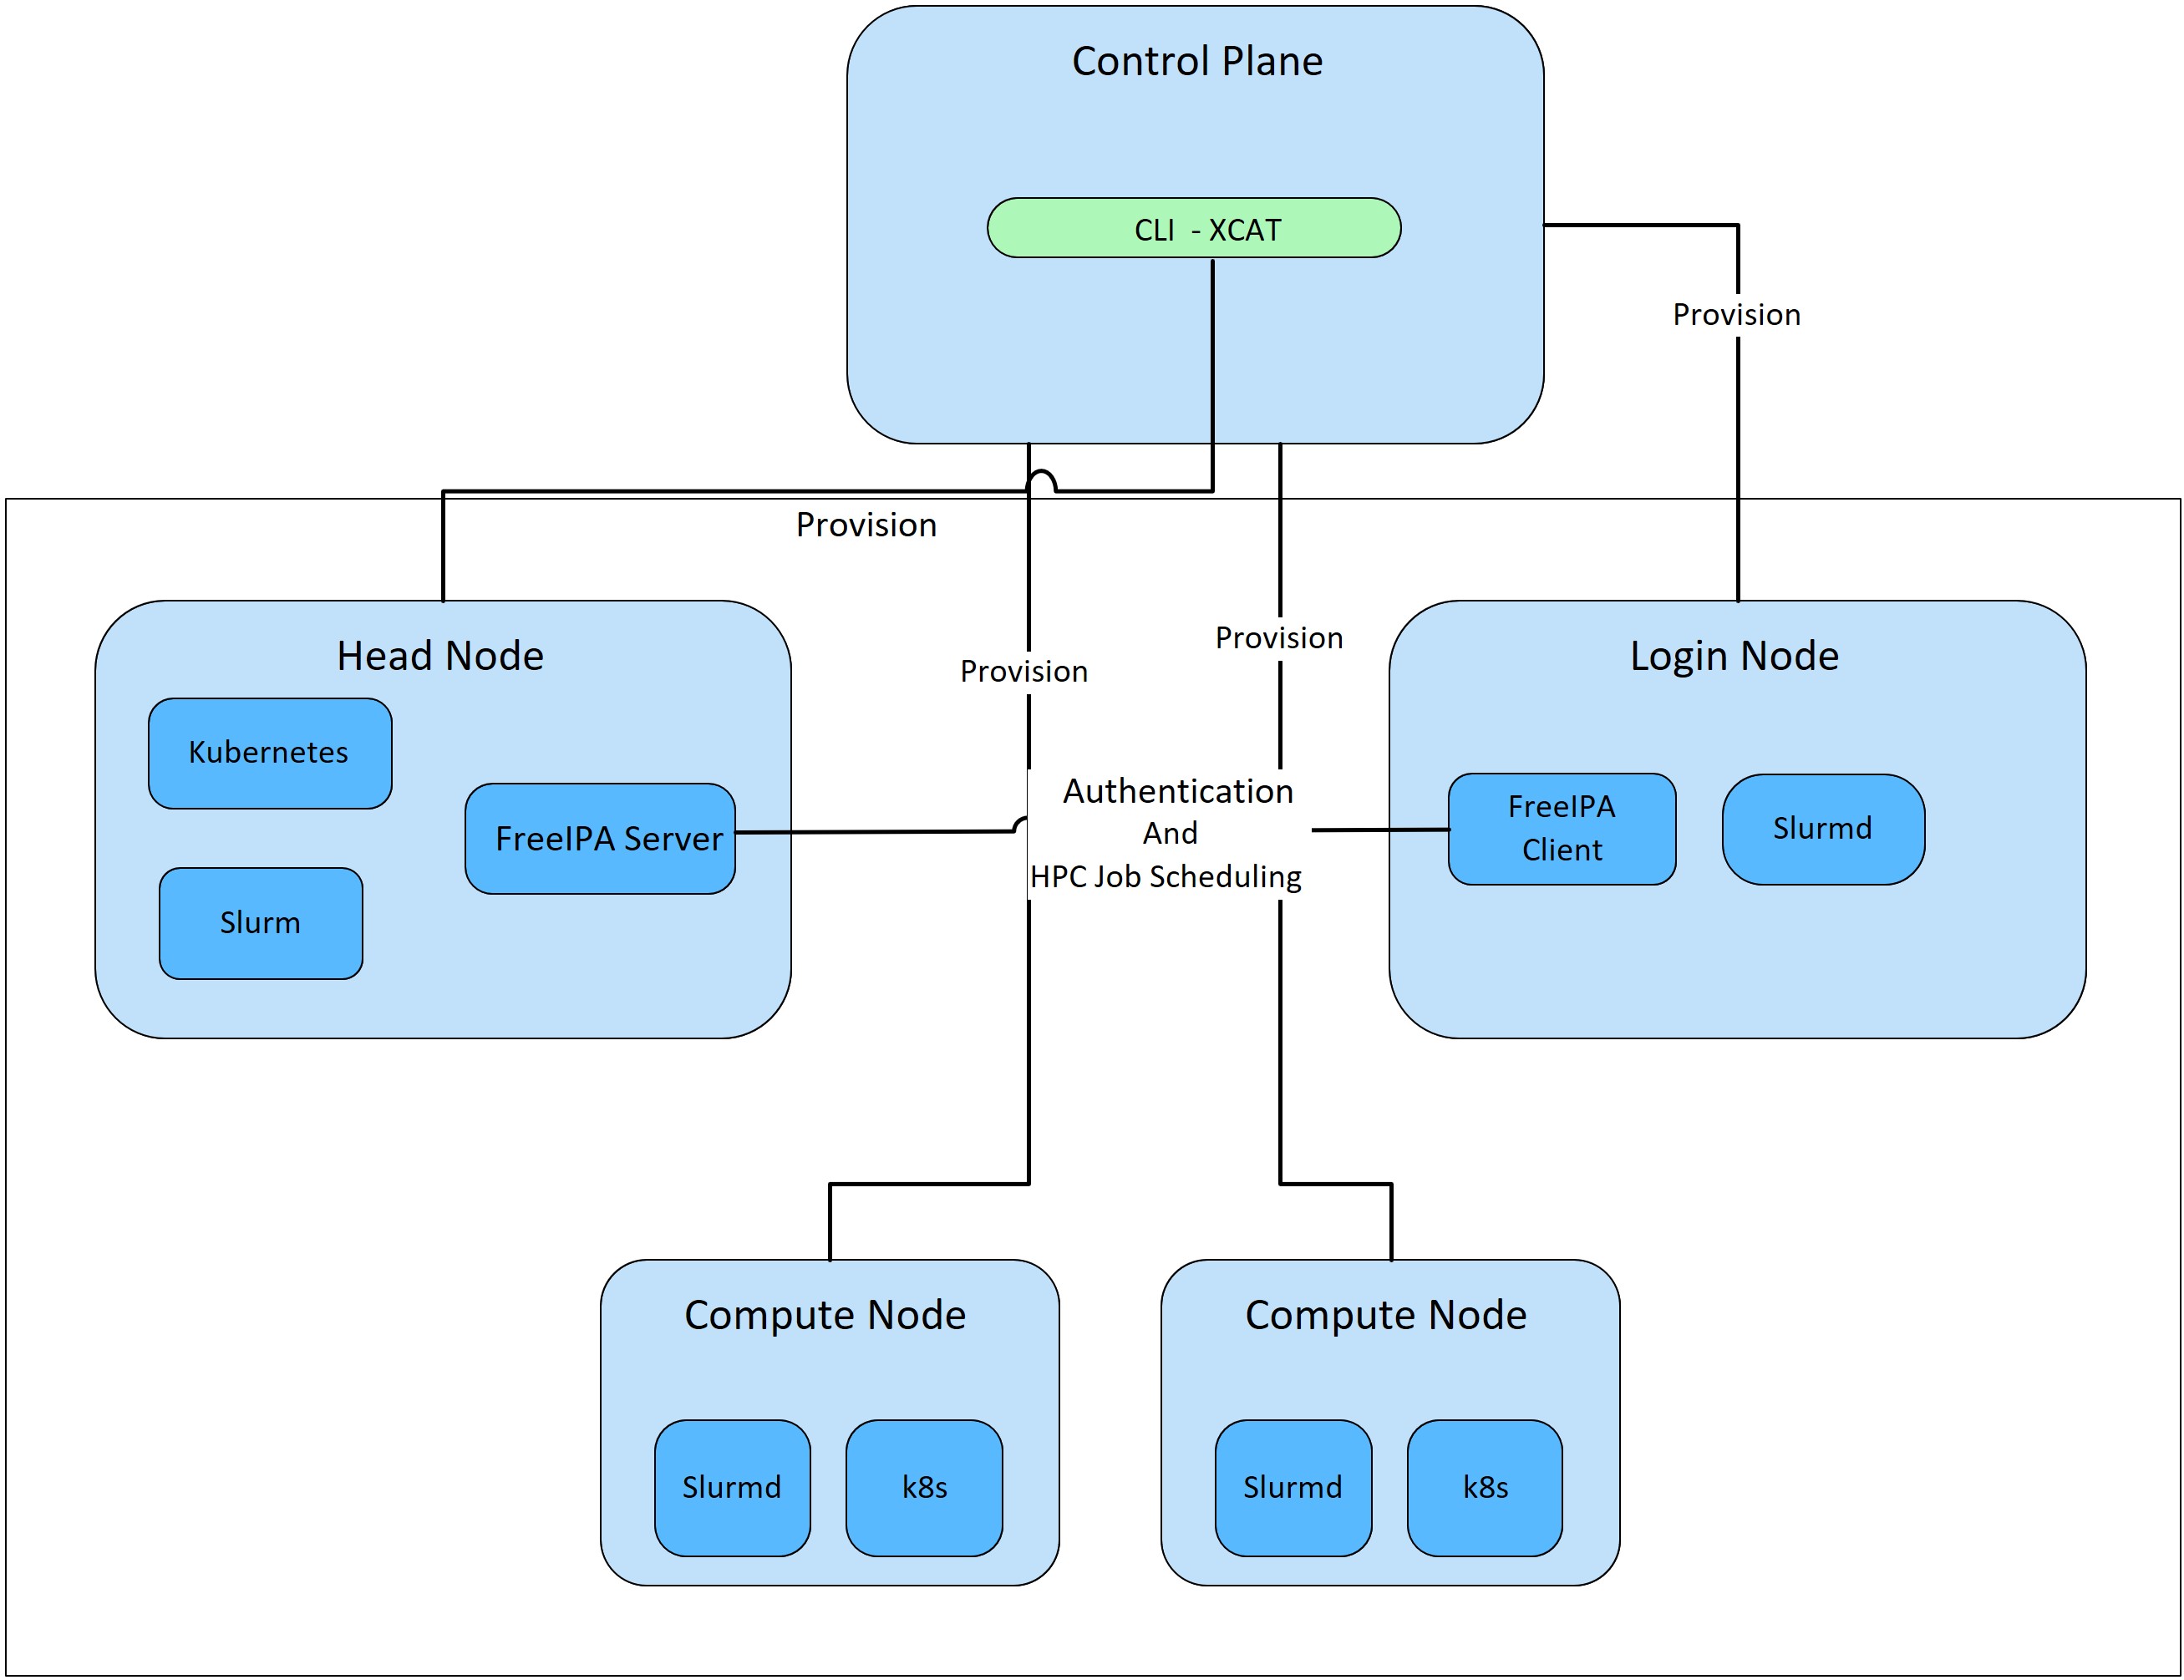 Control Plane
CLI - XCAT
Provision
Provision
Head Node
Kubernetes
FreeIPA Server
Slurm
Provision
Provision
Authentication
And
HPC Job Scheduling
Login Node
FreeIPA
Client
Slurmd
Compute Node
Slurmd
k8s
Compute Node
Slurmd
k8s